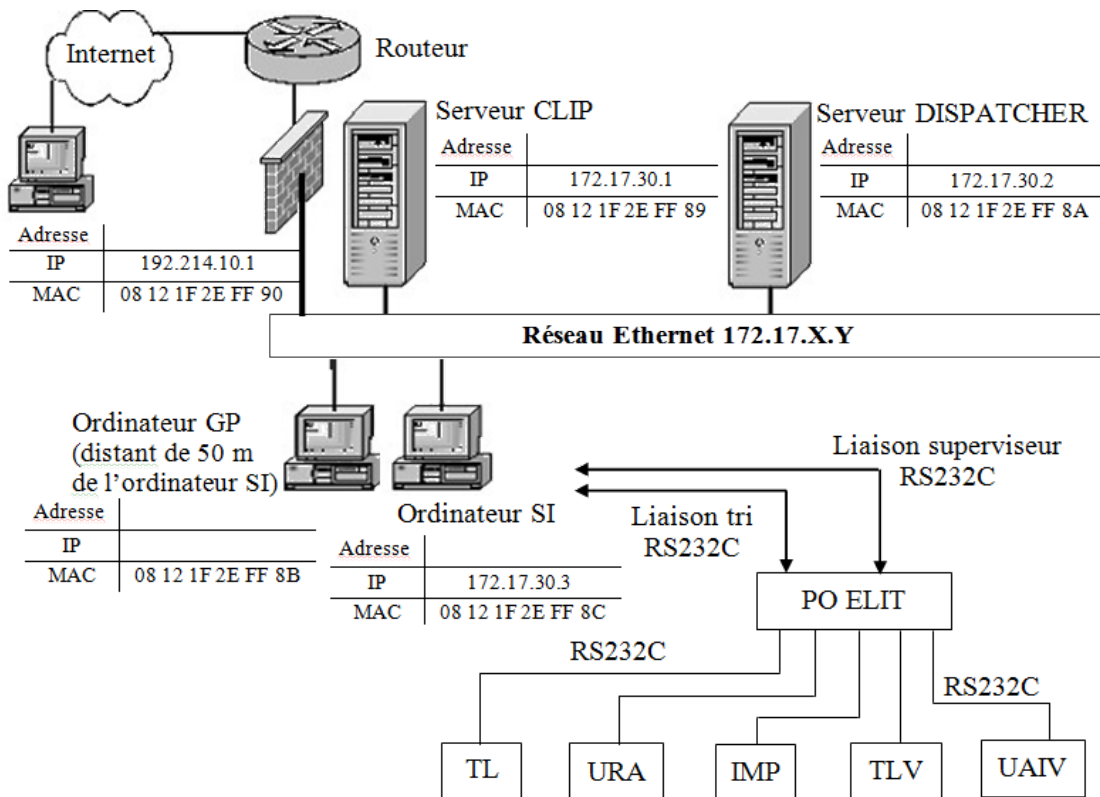 Internet
Routeur
Serveur CLIP
Adresse
IP 172.17.30.1
MAC 08 12 1F 2E FF 89
Serveur DISPATCHER
Adresse
IP 172.17.30.2
MAC 08 12 1F 2E FF 8A
Adresse
IP 192.214.10.1
MAC 08 12 1F 2E FF 90
Réseau Ethernet 172.17.X.Y
Ordinateur GP
(distant de 50 m
de l'ordinateur SI)
Adresse
IP
MAC 08 12 1F 2E FF 8B
Ordinateur SI
Adresse
IP 172.17.30.3
MAC 08 12 1F 2E FF 8C
Liaison superviseur
RS232C
Liaison tri
RS232C
PO ELIT
RS232C
RS232C
TL
URA
IMP
TLV
UAIV